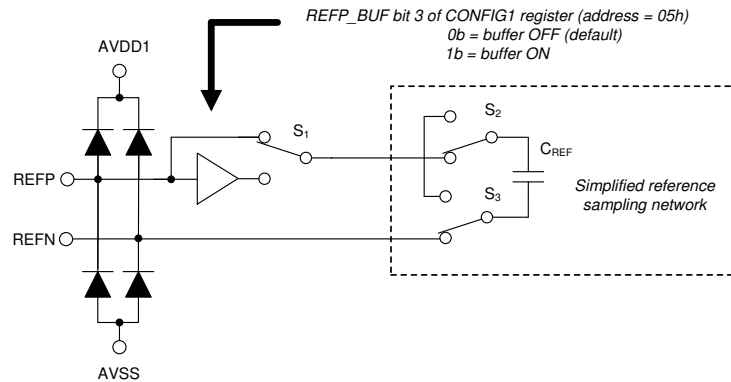 REFP_BUF bit 3 of CONFIG1 register (address = 05h)
0b = buffer OFF (default)
1b = buffer ON
AVDD1
S1
S2
CREF
REFP
S3
Simplified reference
sampling network
REFN
AVSS